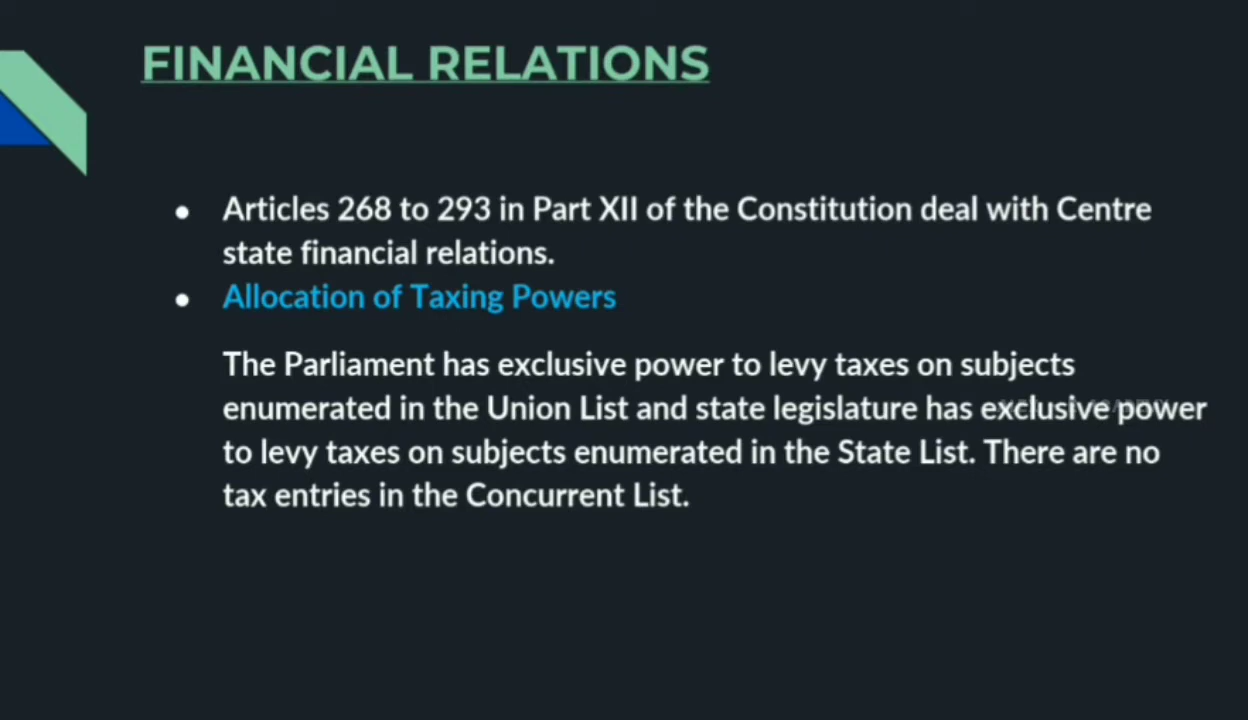 FINANCIAL RELATIONS
Articles 268 to 293 in Part XII of the Constitution deal with Centre
state financial relations.
Allocation of Taxing Powers
The Parliament has exclusive power to levy taxes on subjects
enumerated in the Union List and state legislature has exclusive power
to levy taxes on subjects enumerated in the State List. There are no
tax entries in the Concurrent List.